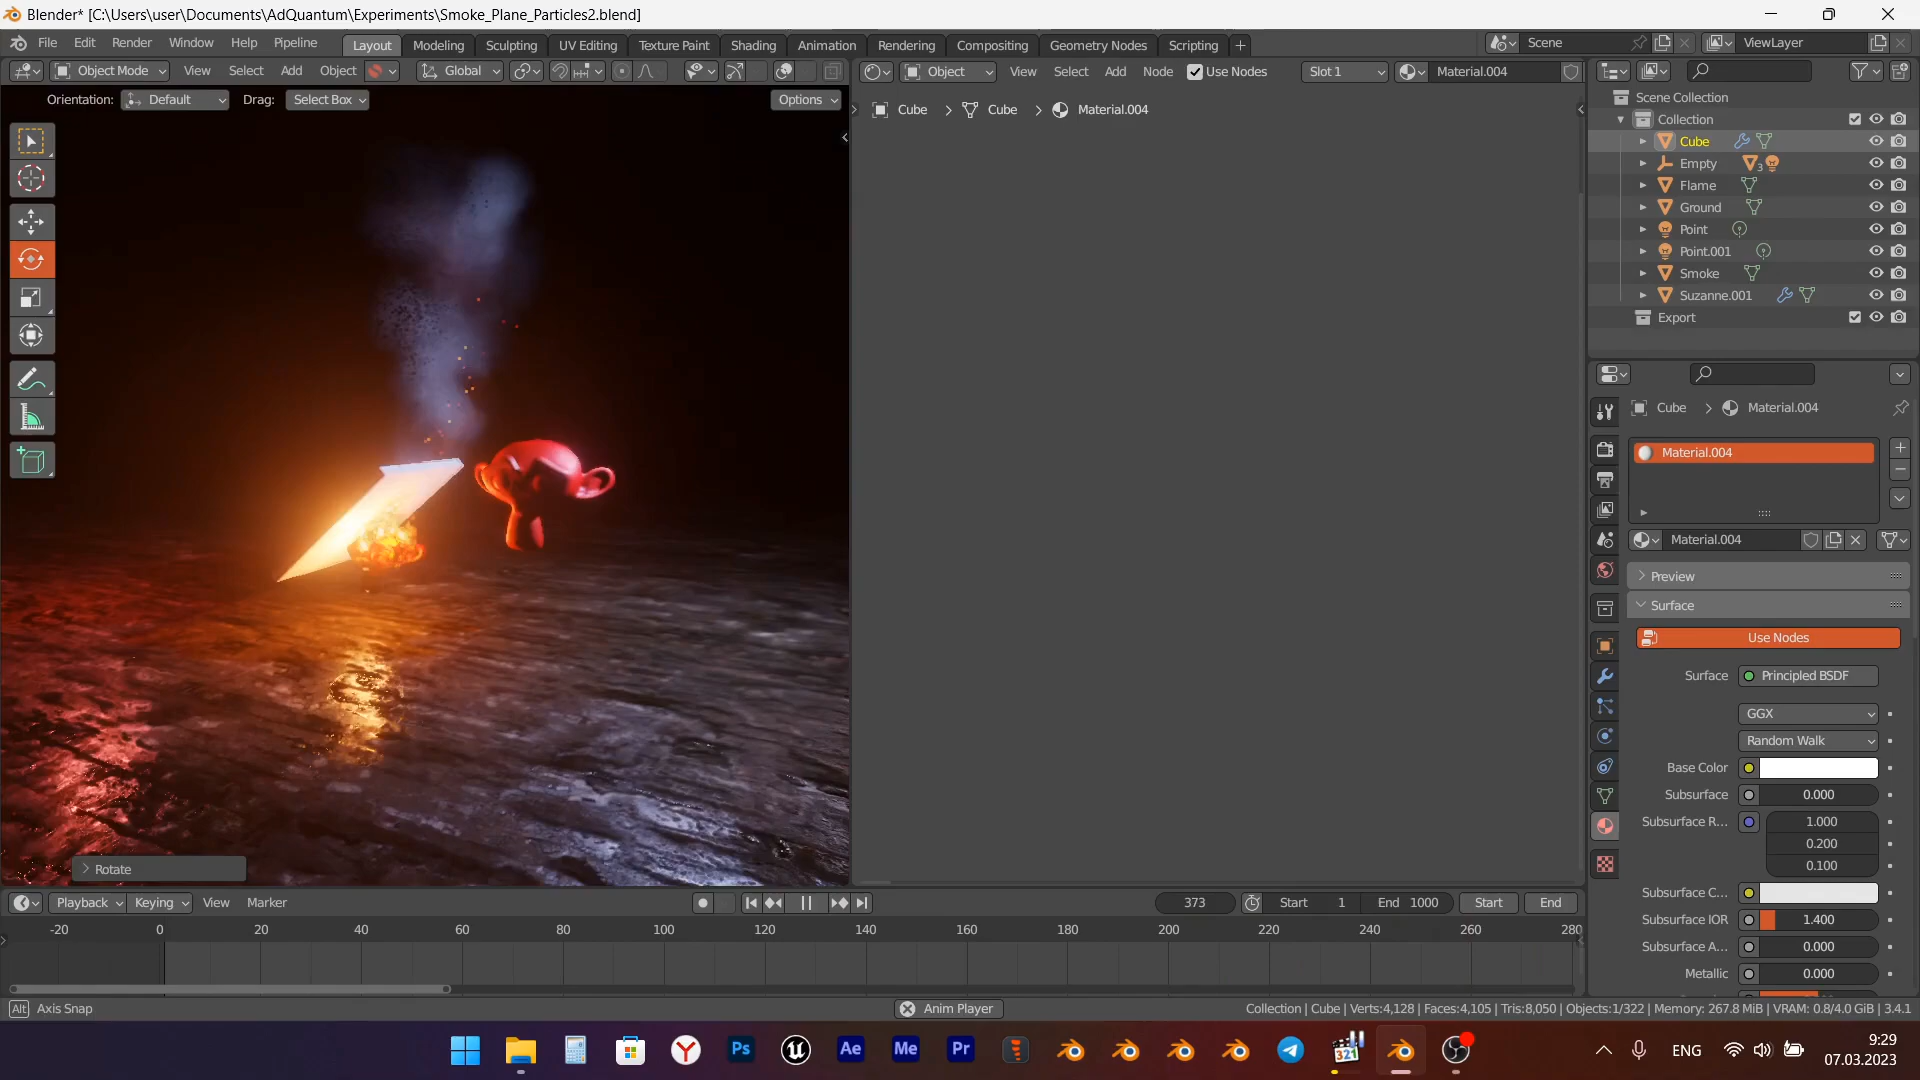 Blender* [C:\Users\user\Documents\AdQuantum\Experiments\Smoke_Plane_Particles2.blend]
File Edit Render Window Help Pipeline Layout Modeling Sculpting UV Editing Texture Paint Shading Animation Rendering Compositing Geometry Nodes Scripting + Scene ViewLayer
Object Mode View Select Add Object Global Object View Select Add Node Use Nodes Slot 1 Material.004
Orientation: Default Drag: Select Box Options
Cube > Cube > Material.004
Scene Collection
Collection
Cube
Empty 3
Flame
Ground
Point
Point.001
Smoke
Suzanne.001
Export
Cube > Material.004
Material.004
Material.004
Preview
Surface
Use Nodes
Surface Principled BSDF
GGX
Random Walk
Base Color
Subsurface 0.000
Subsurface R... 1.000
0.200
0.100
Subsurface C...
Subsurface IOR 1.400
Subsurface A... 0.000
Metallic 0.000
Rotate
Playback Keying View Marker 373 Start 1 End 1000 Start End
-20 0 20 40 60 80 100 120 140 160 180 200 220 240 260 280
Alt Axis Snap Anim Player Collection | Cube | Verts:4,128 | Faces:4,105 | Tris:8,050 | Objects:1/322 | Memory: 267.8 MiB | VRAM: 0.8/4.0 GiB | 3.4.1
Ps Ae Me Pr 321 ENG 9:29
07.03.2023